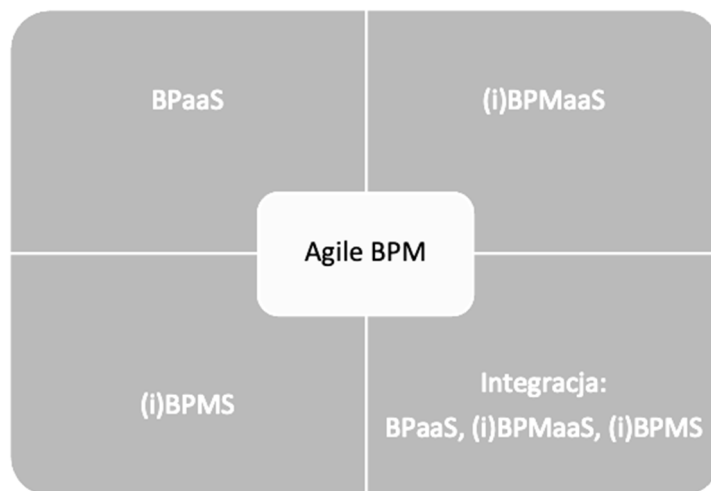 BPaaS
(i)BPMaaS
Agile BPM
(i)BPMS
Integracja:
BPaaS, (i)BPMaaS, (i)BPMS